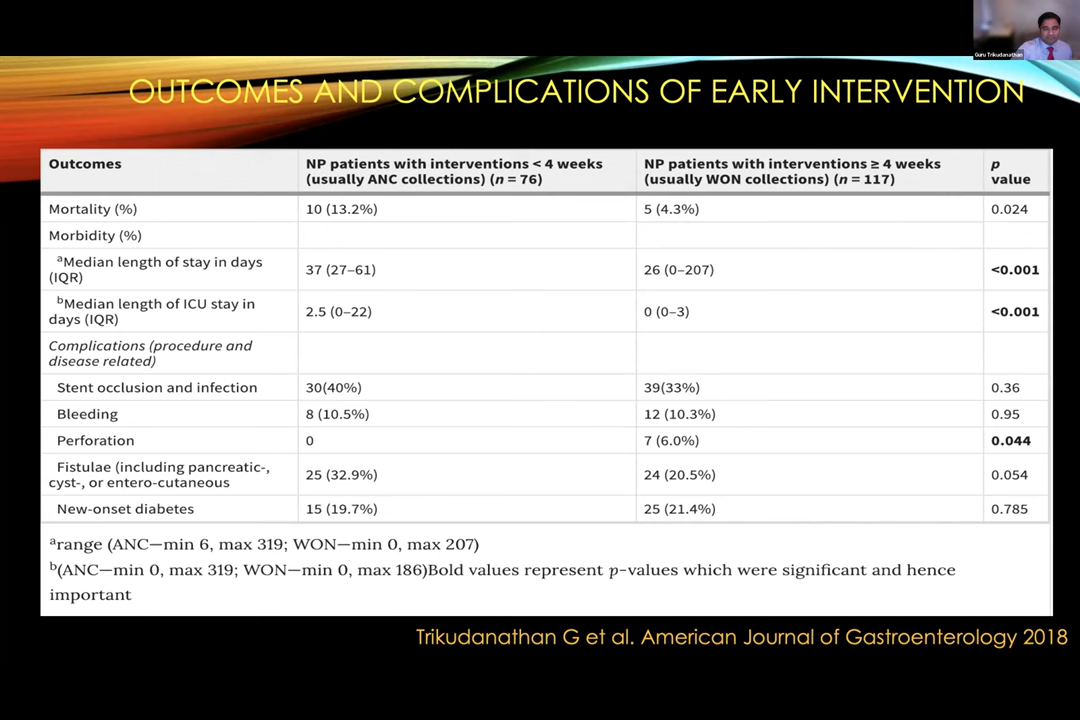 Guru Trikudanathan
OUTCOMES AND COMPLICATIONS OF EARLY INTERVENTION
Outcomes
NP patients with interventions < 4 weeks
(usually ANC collections) (n = 76)
NP patients with interventions ≥ 4 weeks
(usually WON collections) (n = 117)
p
value
Mortality (%)
10 (13.2%)
5 (4.3%)
0.024
Morbidity (%)
ᵃMedian length of stay in days
(IQR)
37 (27–61)
26 (0–207)
<0.001
ᵇMedian length of ICU stay in
days (IQR)
2.5 (0–22)
0 (0–3)
<0.001
Complications (procedure and
disease related)
Stent occlusion and infection
30(40%)
39(33%)
0.36
Bleeding
8 (10.5%)
12 (10.3%)
0.95
Perforation
0
7 (6.0%)
0.044
Fistulae (including pancreatic-,
cyst-, or entero-cutaneous
25 (32.9%)
24 (20.5%)
0.054
New-onset diabetes
15 (19.7%)
25 (21.4%)
0.785
ᵃrange (ANC—min 6, max 319; WON—min 0, max 207)
ᵇ(ANC—min 0, max 319; WON—min 0, max 186)Bold values represent p-values which were significant and hence
important
Trikudanathan G et al. American Journal of Gastroenterology 2018